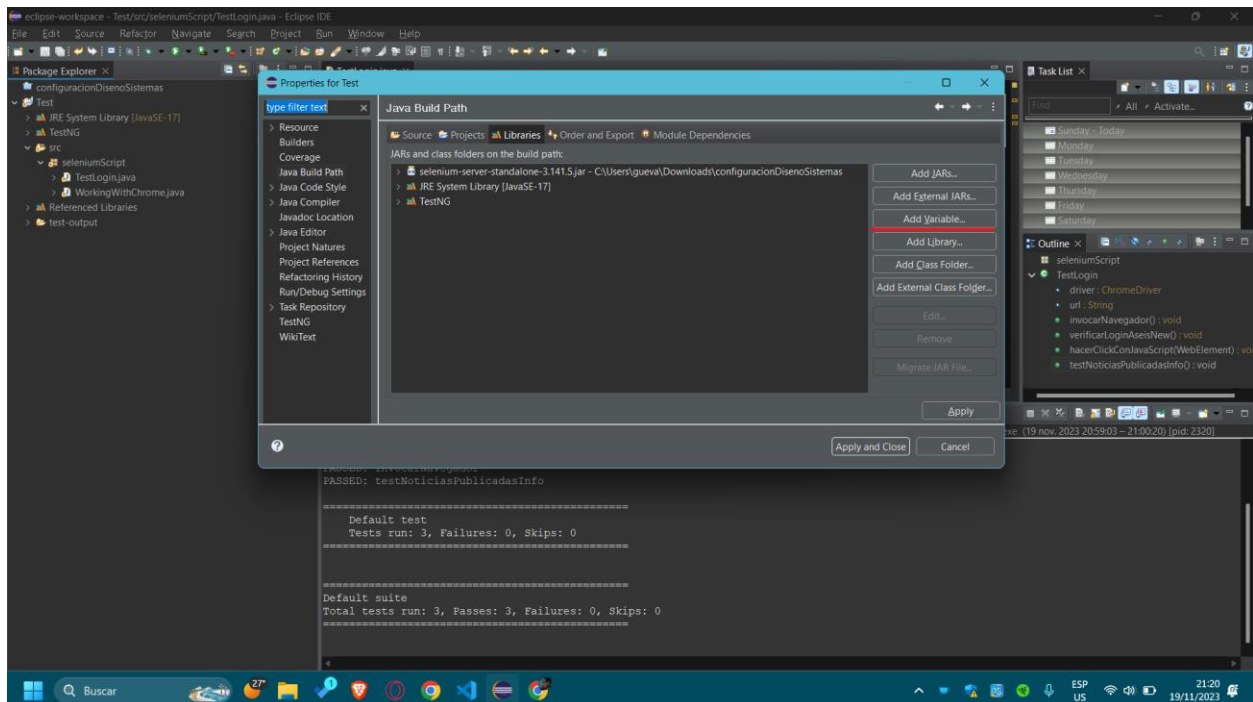 eclipse-workspace - Test/src/seleniumScript/TestLogin.java - Eclipse IDE
File Edit Source Refactor Navigate Search Project Run Window Help
Package Explorer
configuracionDisenoSistemas
Test
JRE System Library [JavaSE-17]
TestNG
src
seleniumScript
TestLogin.java
WorkingWithChrome.java
Referenced Libraries
test-output
Properties for Test
type filter text
Resource
Builders
Coverage
Java Build Path
Java Code Style
Java Compiler
Javadoc Location
Java Editor
Project Natures
Project References
Refactoring History
Run/Debug Settings
Task Repository
TestNG
WikiText
Java Build Path
Source Projects Libraries Order and Export Module Dependencies
JARs and class folders on the build path:
selenium-server-standalone-3.141.5.jar - C:\Users\gueva\Downloads\configuracionDisenoSistemas
JRE System Library [JavaSE-17]
TestNG
Add JARs...
Add External JARs...
Add Variable...
Add Library...
Add Class Folder...
Add External Class Folder...
Edit...
Remove
Migrate JAR File...
Apply
Apply and Close Cancel
Task List
Find All Activate...
Sunday - Today
Monday
Tuesday
Wednesday
Thursday
Friday
Saturday
Outline
seleniumScript
TestLogin
driver : ChromeDriver
url : String
invocarNavegador() : void
verificarLoginAseisNew() : void
hacerClickConJavaScript(WebElement) : vo
testNoticiasPublicadasInfo() : void
(19 nov. 2023 20:59:03 – 21:00:20) [pid: 2320]
PASSED: invocarNavegador
PASSED: testNoticiasPublicadasInfo
===============================================
Default test
Tests run: 3, Failures: 0, Skips: 0
===============================================
===============================================
Default suite
Total tests run: 3, Passes: 3, Failures: 0, Skips: 0
===============================================
Buscar
27°
ESP
US
21:20
19/11/2023